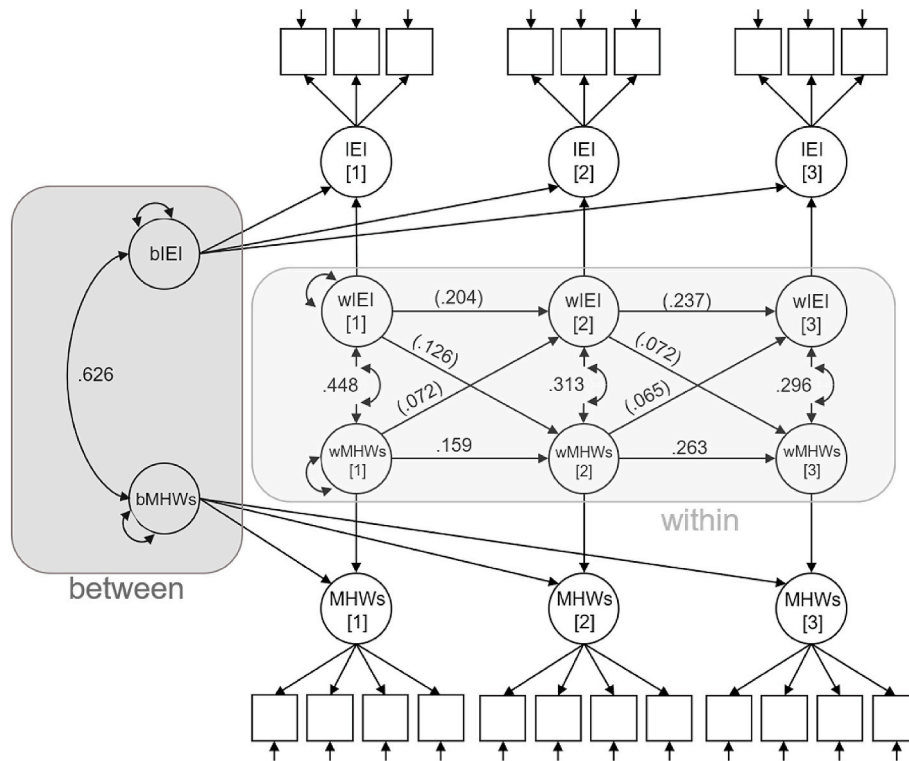 IEI
[1]
IEI
[2]
IEI
[3]
bIEI
wIEI
[1]
(.204)
wIEI
[2]
(.237)
wIEI
[3]
(.126)
(.072)
.626
.448
(.072)
.313
(.065)
.296
wMHWs
[1]
.159
wMHWs
[2]
.263
wMHWs
[3]
bMHWs
within
between
MHWs
[1]
MHWs
[2]
MHWs
[3]